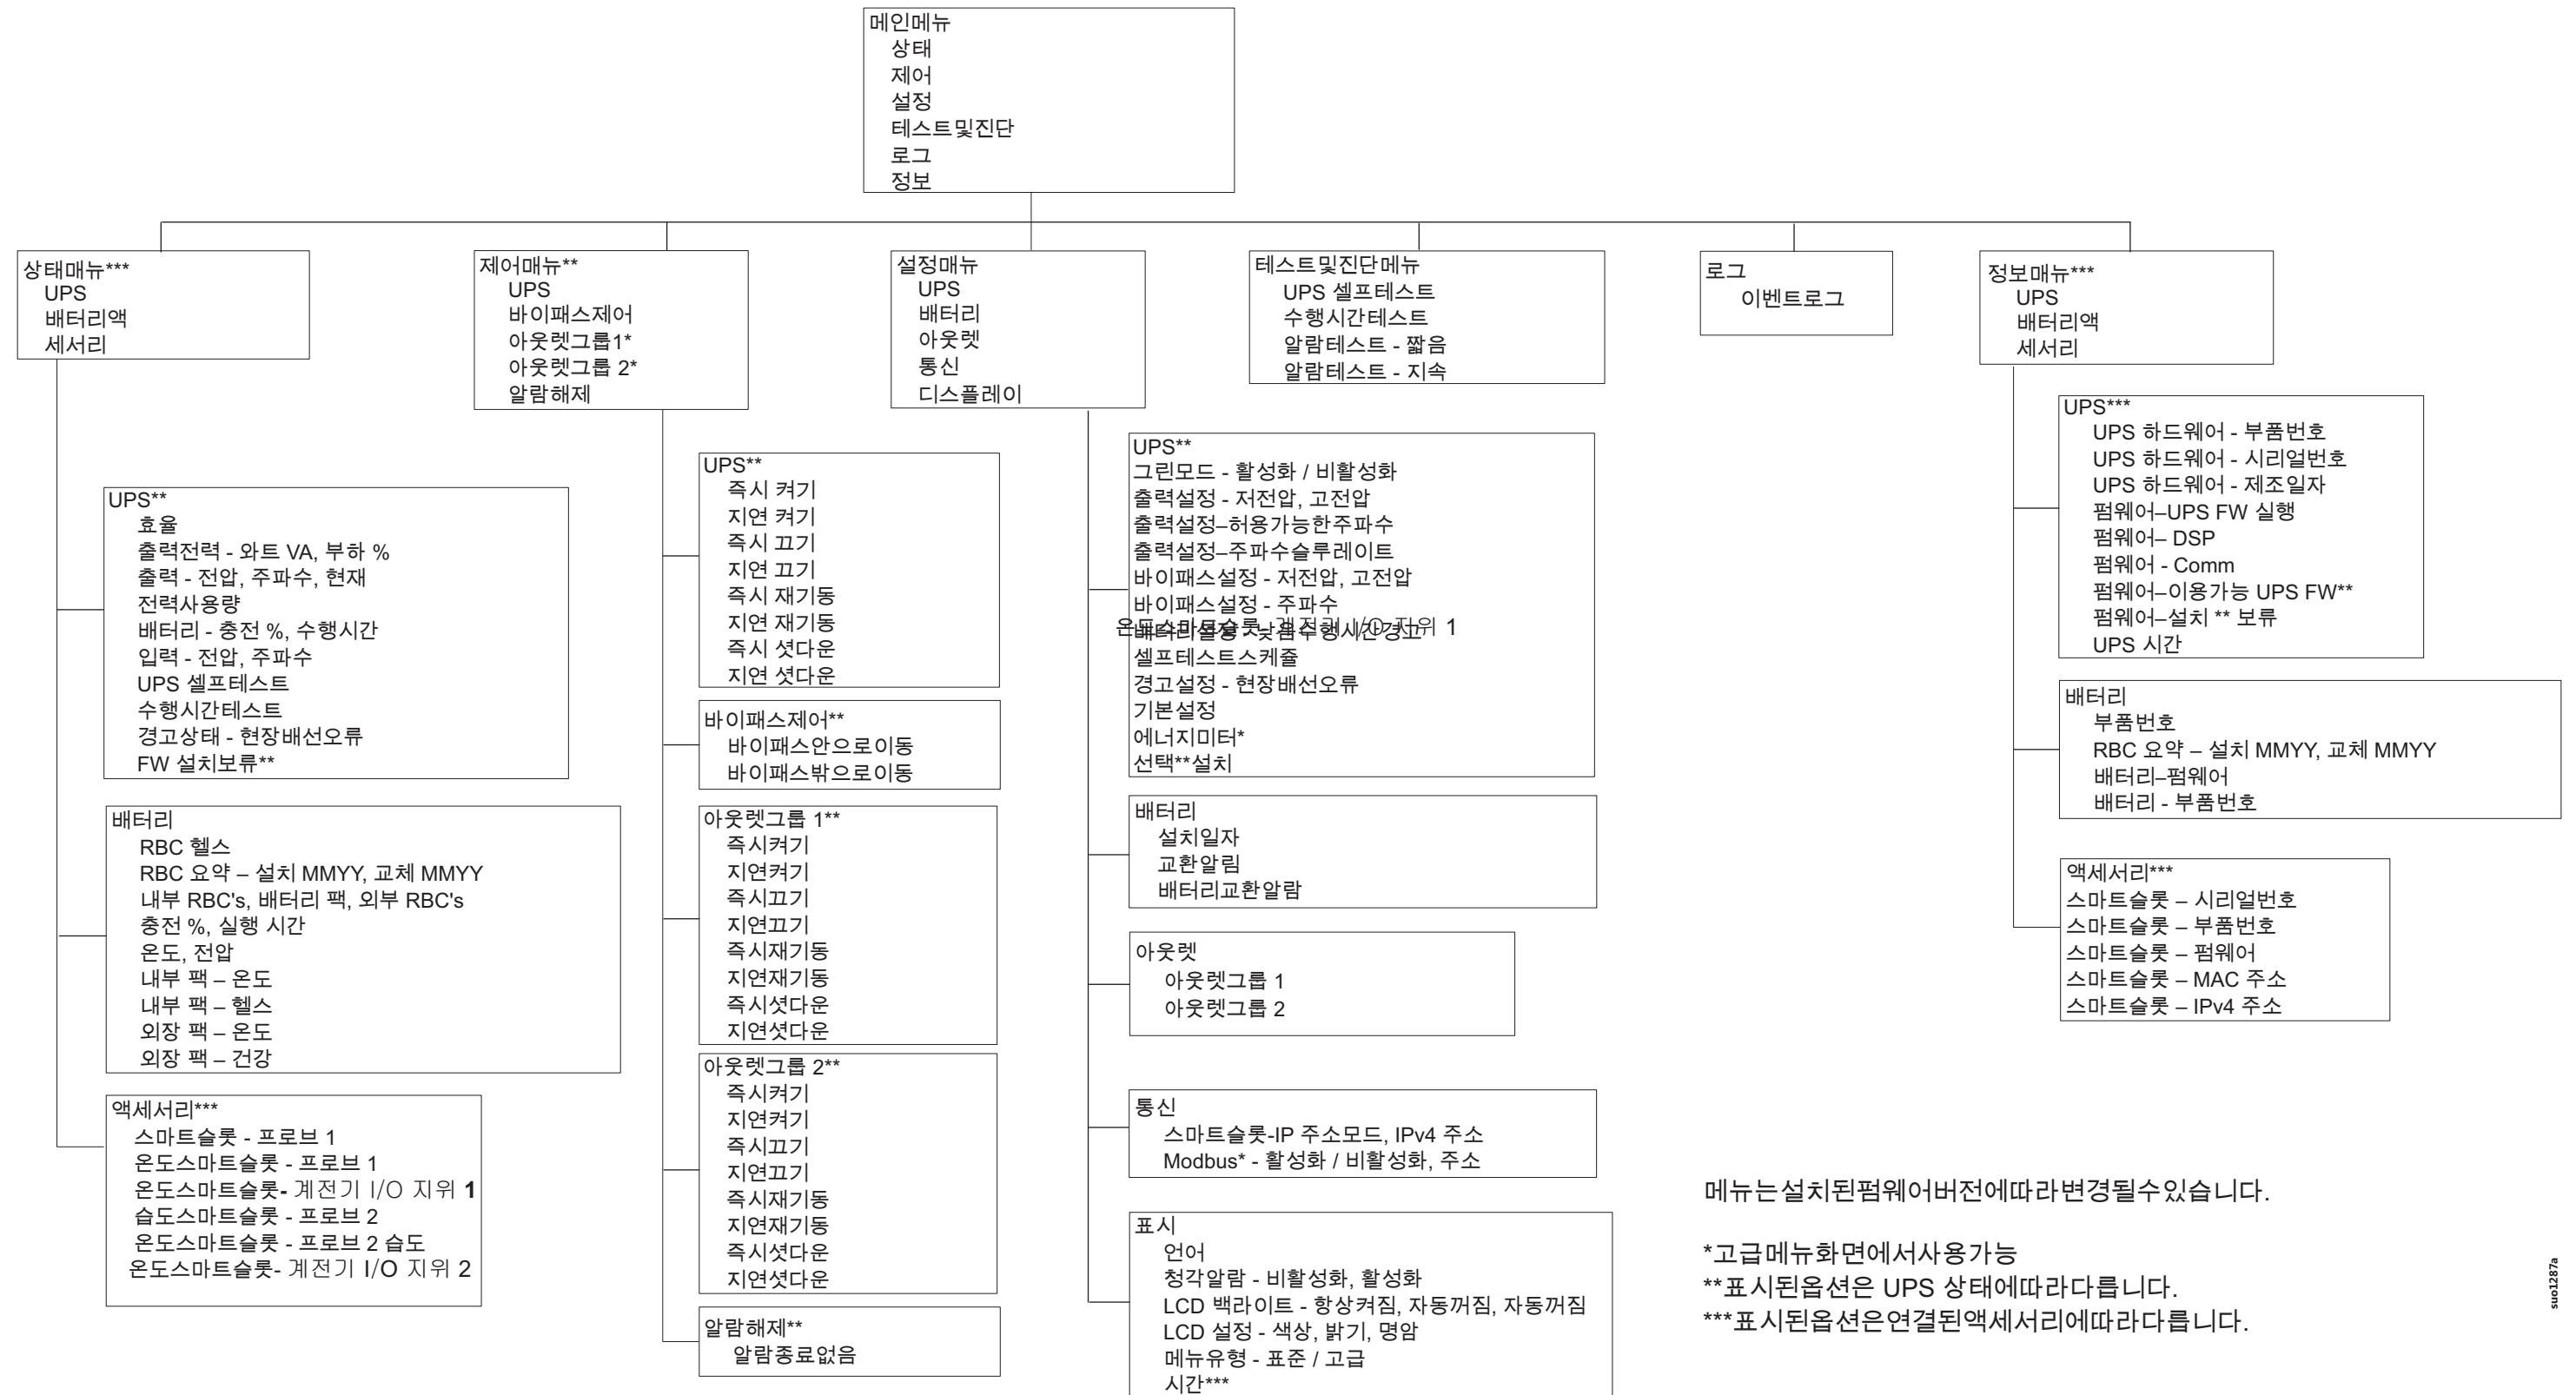 메인메뉴
상태
제어
설정
테스트및진단
로그
정보
상태매뉴***
UPS
배터리액
세서리
제어매뉴**
UPS
바이패스제어
아웃렛그룹1*
아웃렛그룹 2*
알람해제
설정매뉴
UPS
배터리
아웃렛
통신
디스플레이
테스트및진단메뉴
UPS 셀프테스트
수행시간테스트
알람테스트 - 짧음
알람테스트 - 지속
로그
이벤트로그
정보매뉴***
UPS
배터리액
세서리
UPS**
효율
출력전력 - 와트 VA, 부하 %
출력 - 전압, 주파수, 현재
전력사용량
배터리 - 충전 %, 수행시간
입력 - 전압, 주파수
UPS 셀프테스트
수행시간테스트
경고상태 - 현장배선오류
FW 설치보류**
배터리
RBC 헬스
RBC 요약 – 설치 MMYY, 교체 MMYY
내부 RBC's, 배터리 팩, 외부 RBC's
충전 %, 실행 시간
온도, 전압
내부 팩 – 온도
내부 팩 – 헬스
외장 팩 – 온도
외장 팩 – 건강
액세서리***
스마트슬롯 - 프로브 1
온도스마트슬롯 - 프로브 1
온도스마트슬롯- 계전기 I/O 지위 1
습도스마트슬롯 - 프로브 2
온도스마트슬롯 - 프로브 2 습도
온도스마트슬롯- 계전기 I/O 지위 2
UPS**
즉시 켜기
지연 켜기
즉시 끄기
지연 끄기
즉시 재기동
지연 재기동
즉시 셧다운
지연 셧다운
바이패스제어**
바이패스안으로이동
바이패스밖으로이동
아웃렛그룹 1**
즉시켜기
지연켜기
즉시끄기
지연끄기
즉시재기동
지연재기동
즉시셧다운
지연셧다운
아웃렛그룹 2**
즉시켜기
지연켜기
즉시끄기
지연끄기
즉시재기동
지연재기동
즉시셧다운
지연셧다운
알람해제**
알람종료없음
UPS**
그린모드 - 활성화 / 비활성화
출력설정 - 저전압, 고전압
출력설정–허용가능한주파수
출력설정–주파수슬루레이트
바이패스설정 - 저전압, 고전압
바이패스설정 - 주파수
온도스마트슬롯- 계전기 I/O 지위 1
배터리설정 - 낮음수행시간경고
셀프테스트스케쥴
경고설정 - 현장배선오류
기본설정
에너지미터*
선택**설치
배터리
설치일자
교환알림
배터리교환알람
아웃렛
아웃렛그룹 1
아웃렛그룹 2
통신
스마트슬롯-IP 주소모드, IPv4 주소
Modbus* - 활성화 / 비활성화, 주소
표시
언어
청각알람 - 비활성화, 활성화
LCD 백라이트 - 항상켜짐, 자동꺼짐, 자동꺼짐
LCD 설정 - 색상, 밝기, 명암
메뉴유형 - 표준 / 고급
시간***
UPS***
UPS 하드웨어 - 부품번호
UPS 하드웨어 - 시리얼번호
UPS 하드웨어 - 제조일자
펌웨어–UPS FW 실행
펌웨어– DSP
펌웨어 - Comm
펌웨어–이용가능 UPS FW**
펌웨어–설치 ** 보류
UPS 시간
배터리
부품번호
RBC 요약 – 설치 MMYY, 교체 MMYY
배터리–펌웨어
배터리 - 부품번호
액세서리***
스마트슬롯 – 시리얼번호
스마트슬롯 – 부품번호
스마트슬롯 – 펌웨어
스마트슬롯 – MAC 주소
스마트슬롯 – IPv4 주소
메뉴는설치된펌웨어버전에따라변경될수있습니다.
*고급메뉴화면에서사용가능
**표시된옵션은 UPS 상태에따라다릅니다.
***표시된옵션은연결된액세서리에따라다릅니다.
suo1287a